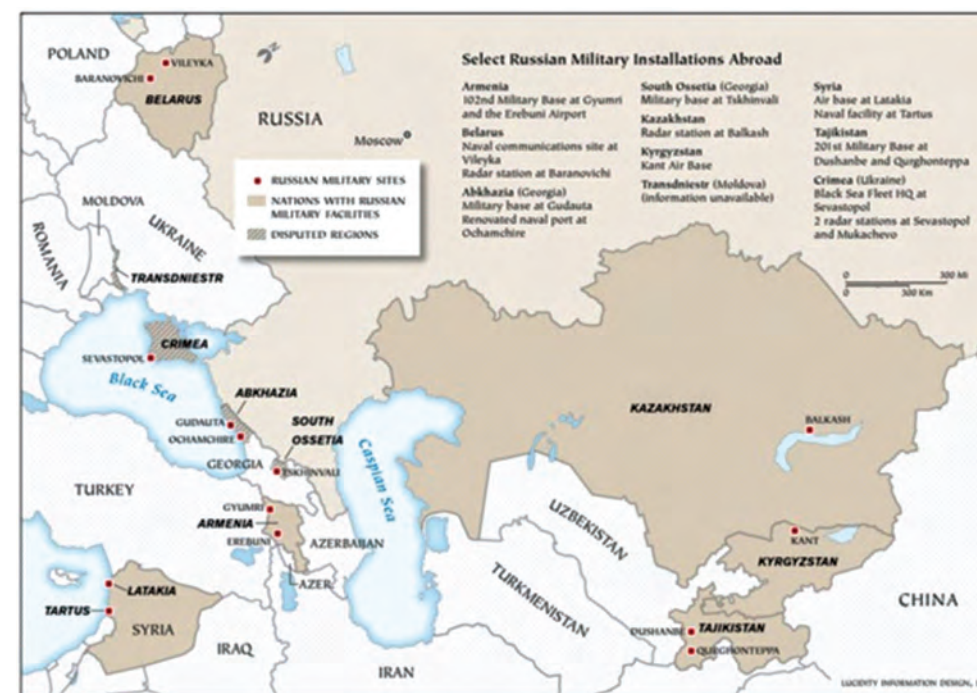 Select Russian Military Installations Abroad
Armenia
102nd Military Base at Gyumri
and the Erebuni Airport
Belarus
Naval communications site at
Vileyka
Radar station at Baranovichi
Abkhazia (Georgia)
Military base at Gudauta
Renovated naval port at
Ochamchire
South Ossetia (Georgia)
Military base at Tskhinvali
Kazakhstan
Radar station at Balkash
Kyrgyzstan
Kant Air Base
Transdniestr (Moldova)
(information unavailable)
Syria
Air base at Latakia
Naval facility at Tartus
Tajikistan
201st Military Base at
Dushanbe and Qurghonteppa
Crimea (Ukraine)
Black Sea Fleet HQ at
Sevastopol
2 radar stations at Sevastopol
and Mukachevo
N
0 300 Mi
0 300 Km
RUSSIAN MILITARY SITES
NATIONS WITH RUSSIAN
MILITARY FACILITIES
DISPUTED REGIONS
POLAND
VILEYKA
BARANOVICHI
BELARUS
RUSSIA
Moscow
MOLDOVA
UKRAINE
ROMANIA
TRANSDNIESTR
CRIMEA
SEVASTOPOL
Black Sea
ABKHAZIA
GUDAUTA
OCHAMCHIRE
SOUTH
OSSETIA
GEORGIA
TSKHINVALI
Caspian Sea
KAZAKHSTAN
BALKASH
TURKEY
GYUMRI
ARMENIA
EREBUNI
AZERBAIJAN
AZER.
UZBEKISTAN
TURKMENISTAN
KANT
KYRGYZSTAN
CHINA
LATAKIA
TARTUS
SYRIA
IRAQ
IRAN
DUSHANBE
TAJIKISTAN
QURGHONTEPPA
LUCIDITY INFORMATION DESIGN,